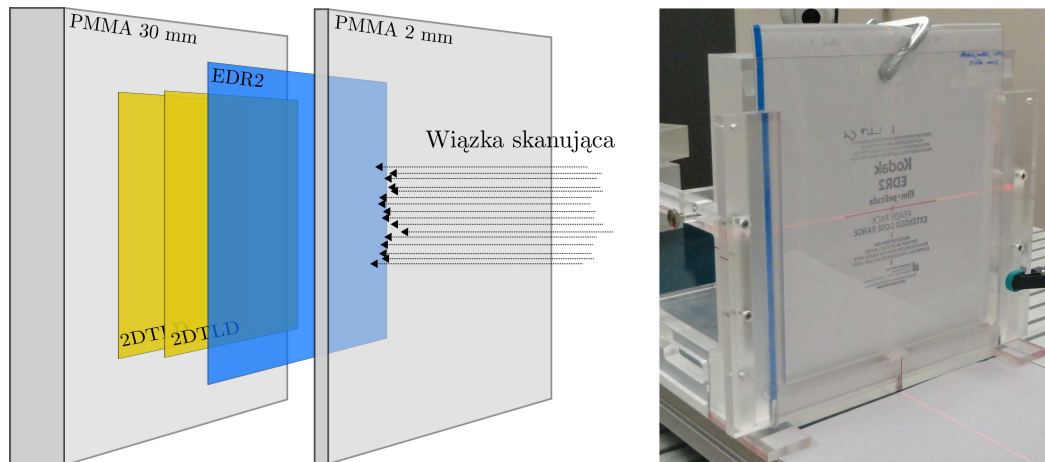 PMMA 30 mm
PMMA 2 mm
EDR2
Wiązka skanująca
2DTLD
2DTLD
Kodak
EDR2
film•película
READY PACK
EXTENDED DOSE RANGE